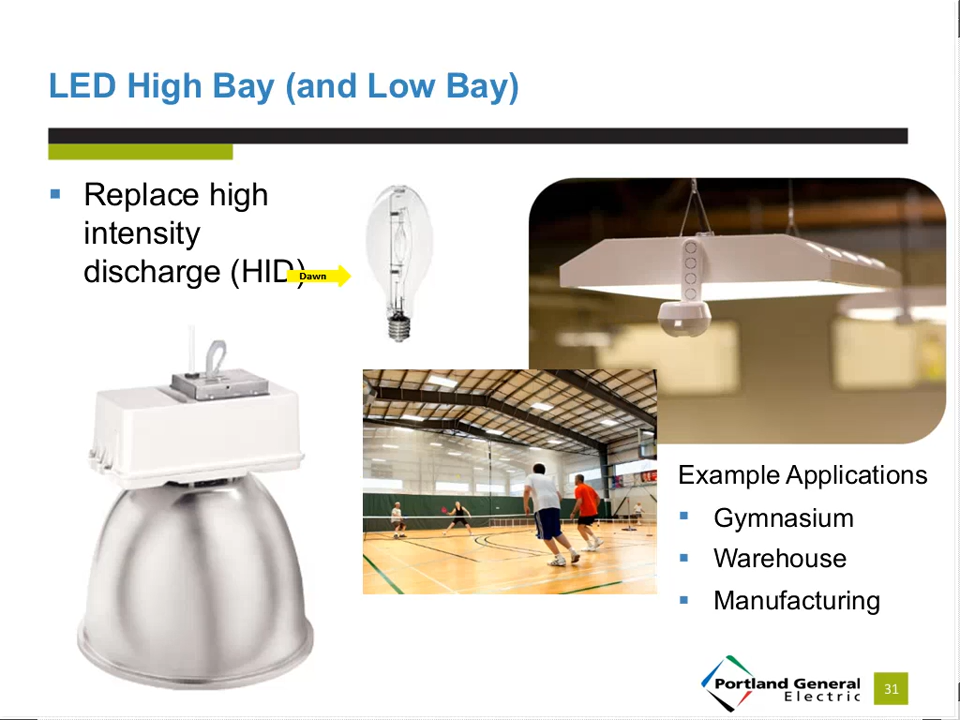 LED High Bay (and Low Bay)
Replace high
intensity
discharge (HID)
Dawn
Example Applications
Gymnasium
Warehouse
Manufacturing
Portland General
Electric
31